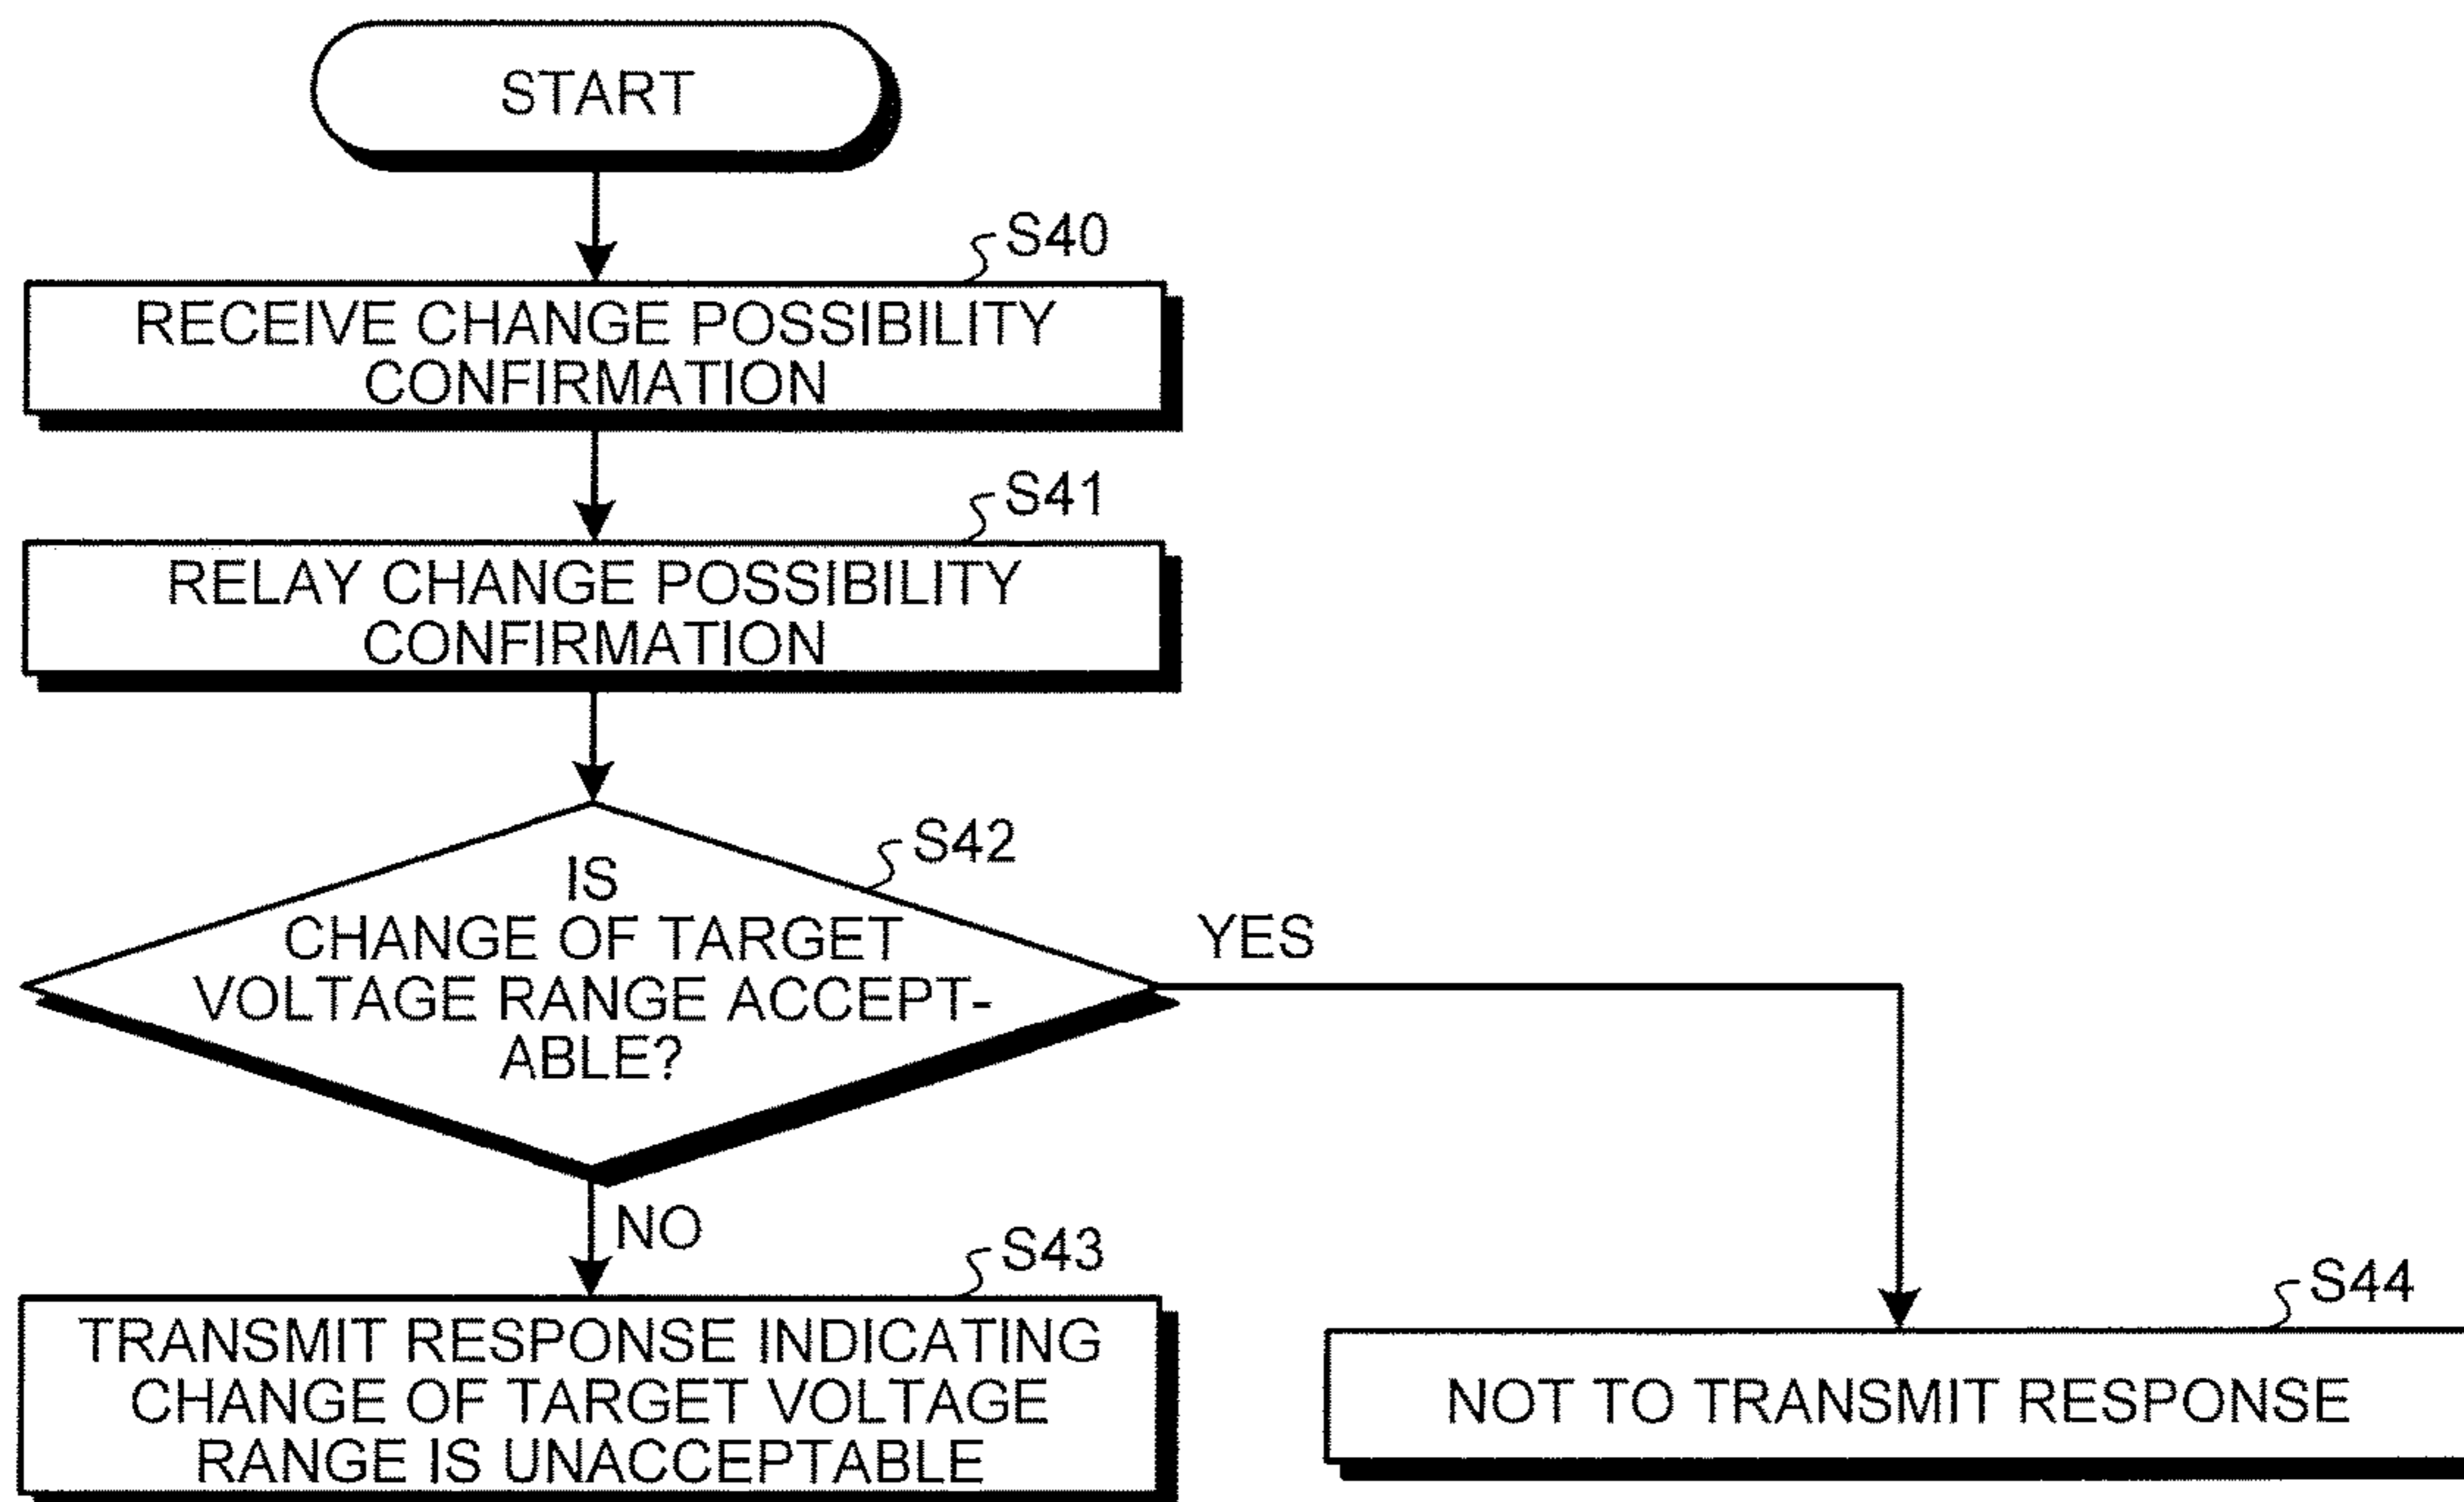 START
S40
RECEIVE CHANGE POSSIBILITY
CONFIRMATION
S41
RELAY CHANGE POSSIBILITY
CONFIRMATION
S42
IS
CHANGE OF TARGET
VOLTAGE RANGE ACCEPT-
ABLE?
YES
NO
S43
TRANSMIT RESPONSE INDICATING
CHANGE OF TARGET VOLTAGE
RANGE IS UNACCEPTABLE
S44
NOT TO TRANSMIT RESPONSE